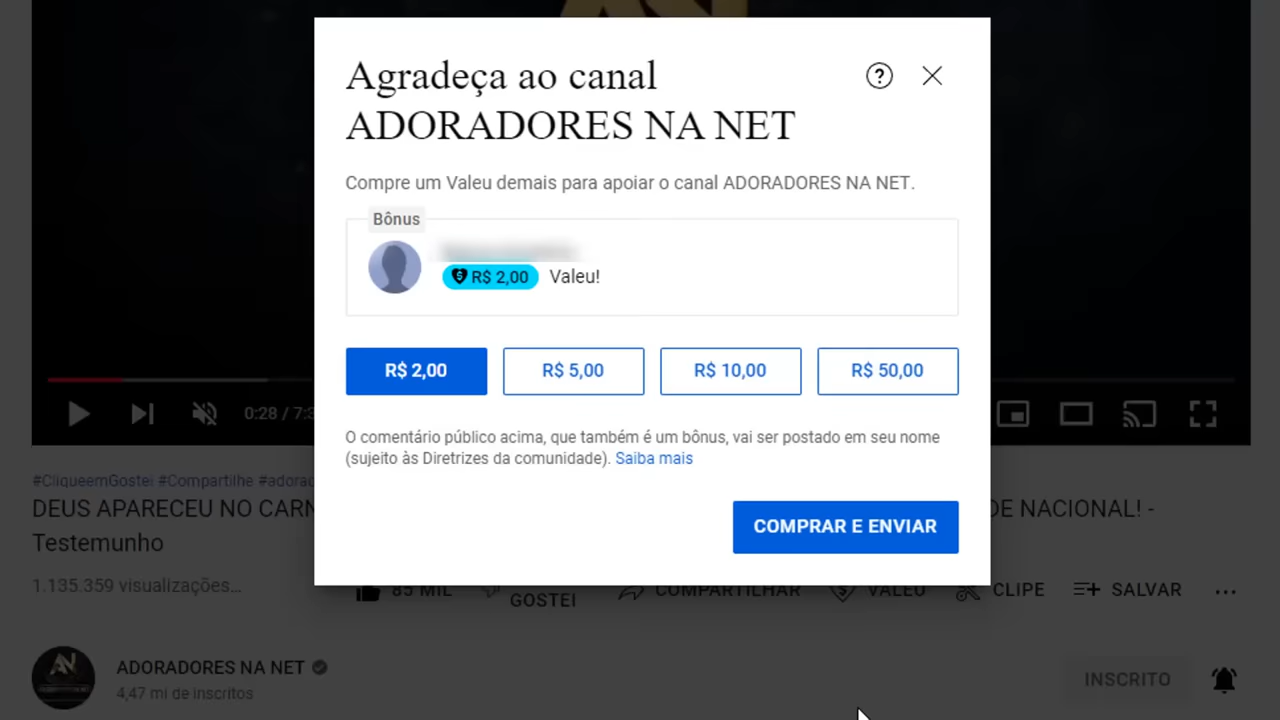 Agradeça ao canal
ADORADORES NA NET
Compre um Valeu demais para apoiar o canal ADORADORES NA NET.
Bônus
R$ 2,00 Valeu!
R$ 2,00 R$ 5,00 R$ 10,00 R$ 50,00
O comentário público acima, que também é um bônus, vai ser postado em seu nome
(sujeito às Diretrizes da comunidade). Saiba mais
COMPRAR E ENVIAR
0:28 / 7:3
#CliqueemGostei #Compartilhe #adorad
DEUS APARECEU NO CARN DE NACIONAL! -
Testemunho
1.135.359 visualizações...
85 MIL GOSTEI COMPARTILHAR VALEU CLIPE SALVAR
AN
ADORADORES NA NET
4,47 mi de inscritos
INSCRITO